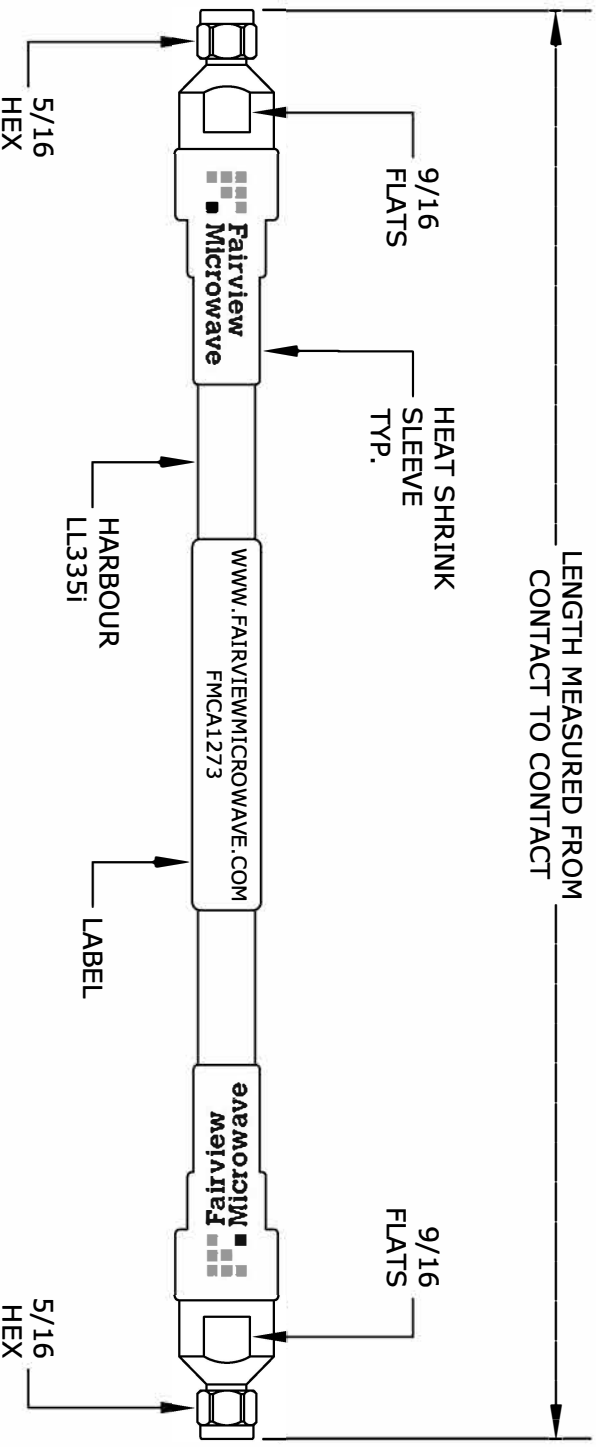 LENGTH MEASURED FROM
CONTACT TO CONTACT
9/16
FLATS
HEAT SHRINK
SLEEVE
TYP.
9/16
FLATS
Fairview
Microwave
WWW.FAIRVIEWMICROWAVE.COM
FMCA1273
Fairview
Microwave
5/16
HEX
HARBOUR
LL335i
LABEL
5/16
HEX